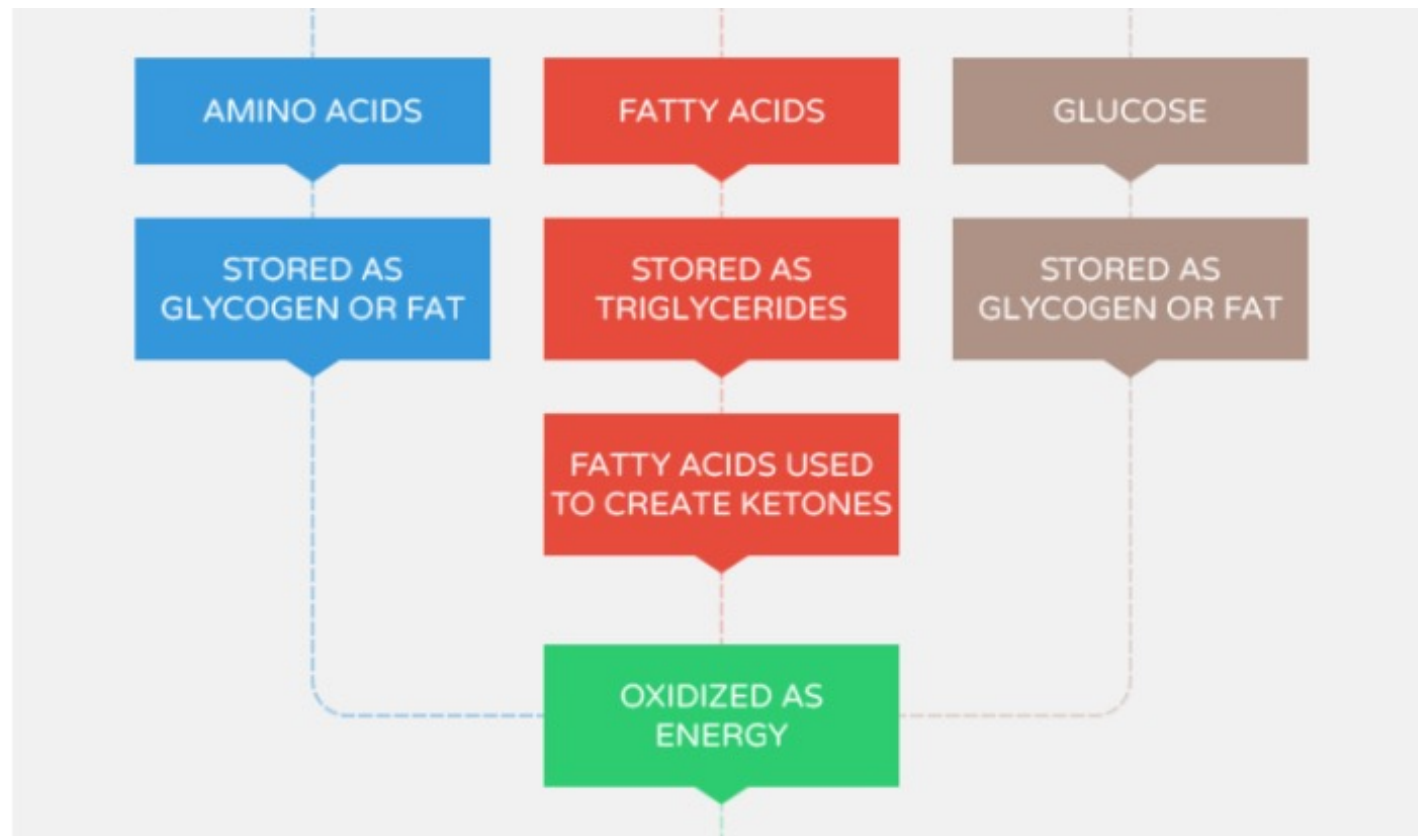 AMINO ACIDS
FATTY ACIDS
GLUCOSE
STORED AS
GLYCOGEN OR FAT
STORED AS
TRIGLYCERIDES
STORED AS
GLYCOGEN OR FAT
FATTY ACIDS USED
TO CREATE KETONES
OXIDIZED AS
ENERGY